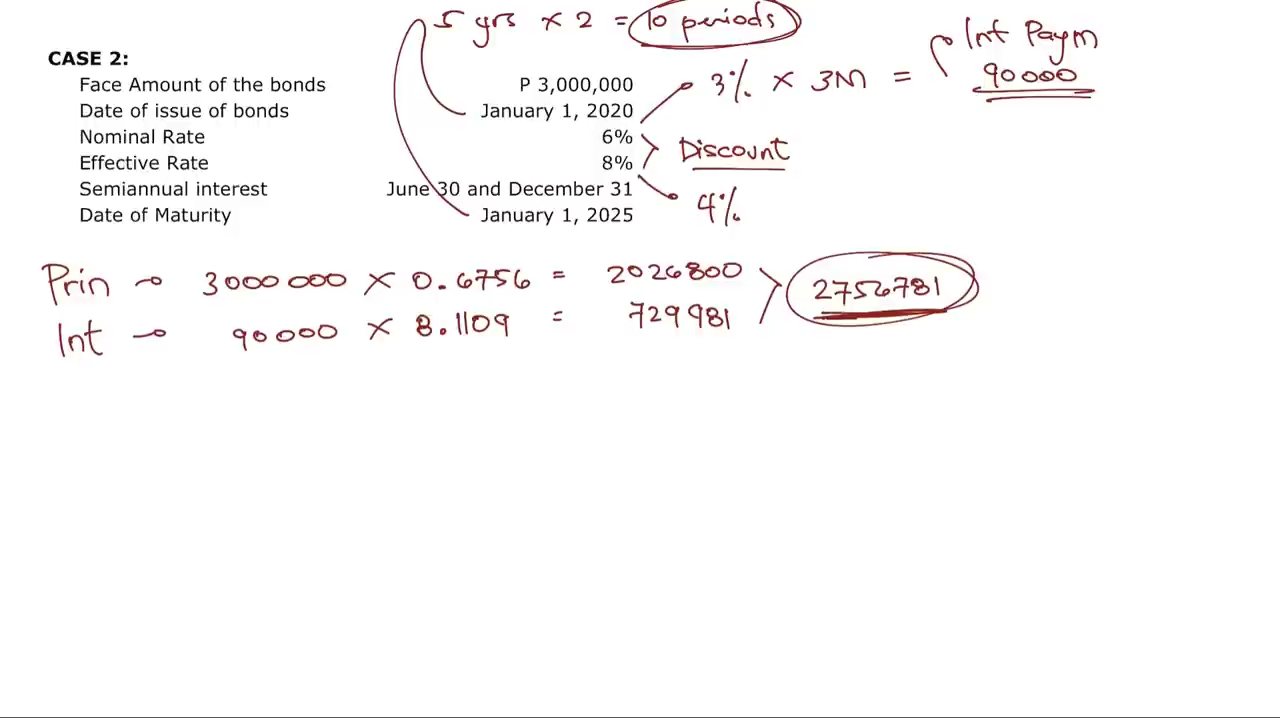 5 yrs x 2 = 10 periods
CASE 2:
Face Amount of the bonds P 3,000,000
Date of issue of bonds January 1, 2020
Nominal Rate 6%
Effective Rate 8%
Semiannual interest June 30 and December 31
Date of Maturity January 1, 2025
Int Paym
3% x 3M = 90000
Discount
4%
Prin → 3000000 x 0.6756 = 2026800
Int → 90000 x 8.1109 = 729981
2756781